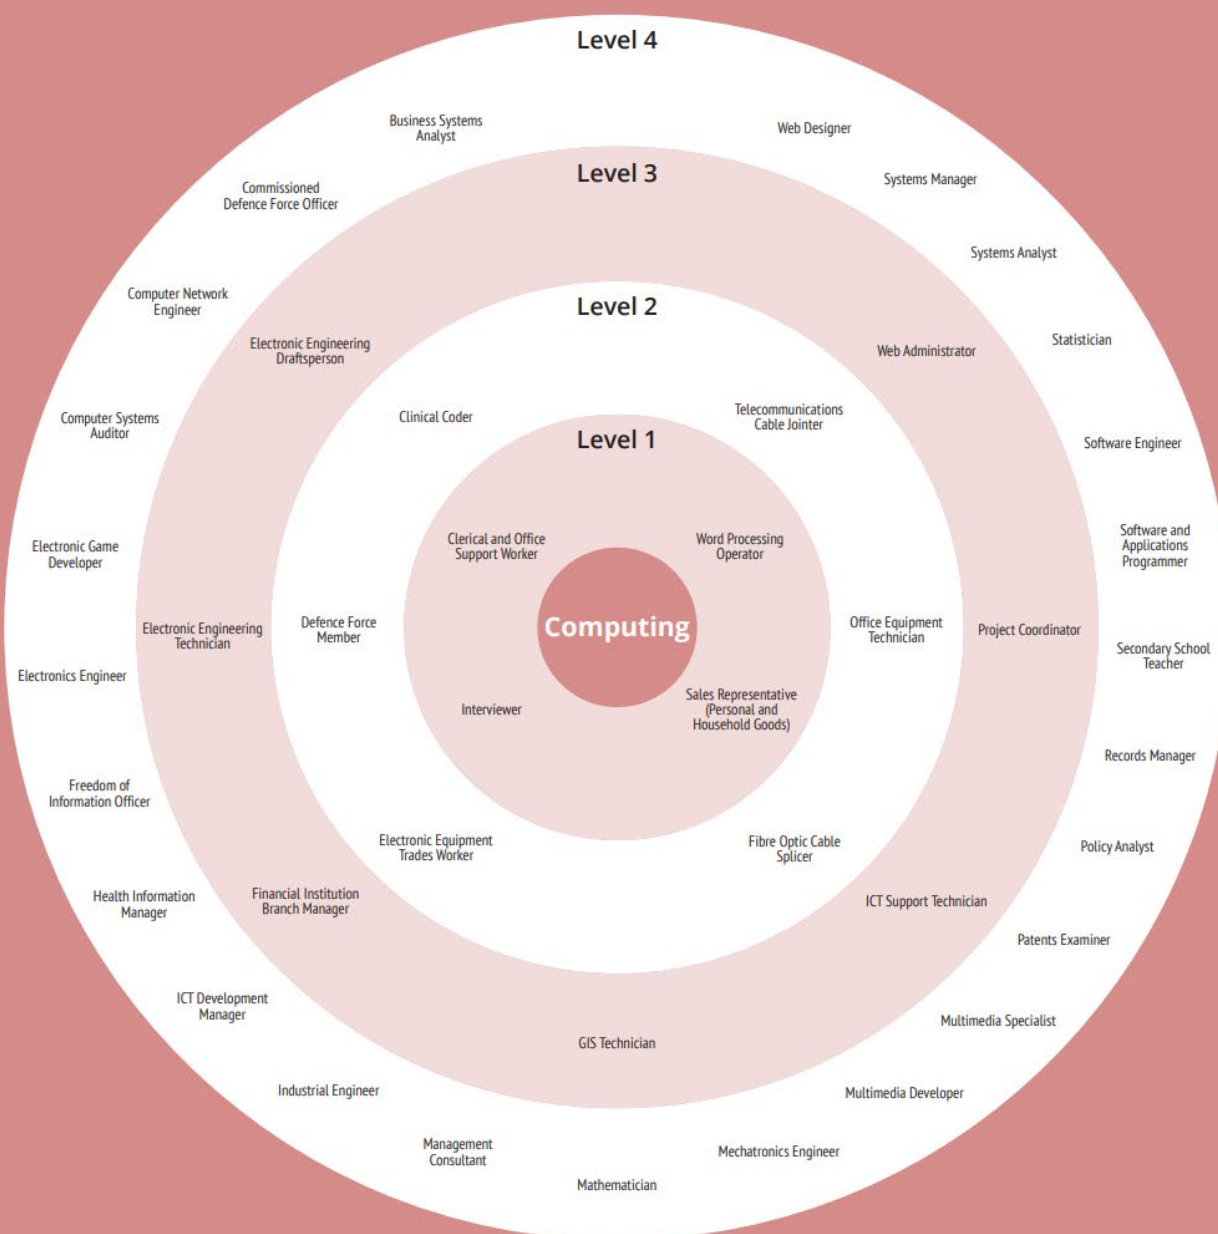 Level 4
Business Systems
Analyst
Web Designer
Commissioned
Defence Force Officer
Systems Manager
Computer Network
Engineer
Systems Analyst
Computer Systems
Auditor
Statistician
Electronic Game
Developer
Software Engineer
Electronics Engineer
Software and
Applications
Programmer
Freedom of
Information Officer
Secondary School
Teacher
Health Information
Manager
Records Manager
ICT Development
Manager
Policy Analyst
Industrial Engineer
Patents Examiner
Management
Consultant
Multimedia Specialist
Mathematician
Multimedia Developer
Mechatronics Engineer
Level 3
Electronic Engineering
Draftsperson
Web Administrator
Electronic Engineering
Technician
Project Coordinator
Financial Institution
Branch Manager
ICT Support Technician
GIS Technician
Level 2
Clinical Coder
Telecommunications
Cable Jointer
Defence Force
Member
Office Equipment
Technician
Electronic Equipment
Trades Worker
Fibre Optic Cable
Splicer
Level 1
Clerical and Office
Support Worker
Word Processing
Operator
Interviewer
Sales Representative
(Personal and
Household Goods)
Computing